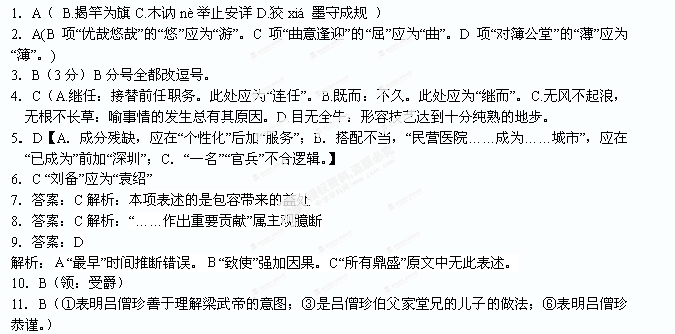 1．A（ B.揭竿为旗 C.木讷 nè 举止安详 D.狡 xiá 墨守成规 ）
2．A(B 项“优哉悠哉”的“悠”应为“游”。C 项“曲意逢迎”的“屈”应为“曲”。D 项“对簿公堂”的“薄”应为
“簿”。)
3．B（3 分）B 分号全都改逗号。
4．C（A.继任：接替前任职务。此处应为“连任”。B.既而：不久。此处应为“继而”。C.无风不起浪，
无根不长草：喻事情的发生总有其原因。D 目无全牛：形容技艺达到十分纯熟的地步。
5．D【A．成分残缺，应在“个性化”后加“服务”；B．搭配不当，“民营医院……成为……城市”，应在
“已成为”前加“深圳”；C．“一名”“官兵”不合逻辑。】
6．C “刘备”应为“袁绍”
7．答案：C 解析：本项表述的是包容带来的益处
8．答案：C 解析：“……作出重要贡献”属主观臆断
9．答案：D
解析：A “最早”时间推断错误。B “致使”强加因果。C“所有鼎盛”原文中无此表述。
10．B（领：受爵）
11．B（①表明吕僧珍善于理解梁武帝的意图；③是吕僧珍伯父家堂兄的儿子的做法；⑥表明吕僧珍
恭谨。）